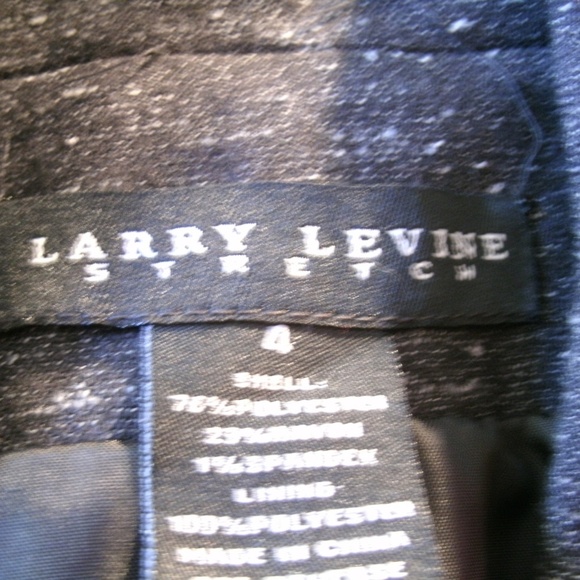 LARRY LEVINE
STRETCH
4
SHELL:
76%POLYESTER
23%RAYON
1%SPANDEX
LINING:
100%POLYESTER
MADE IN CHINA